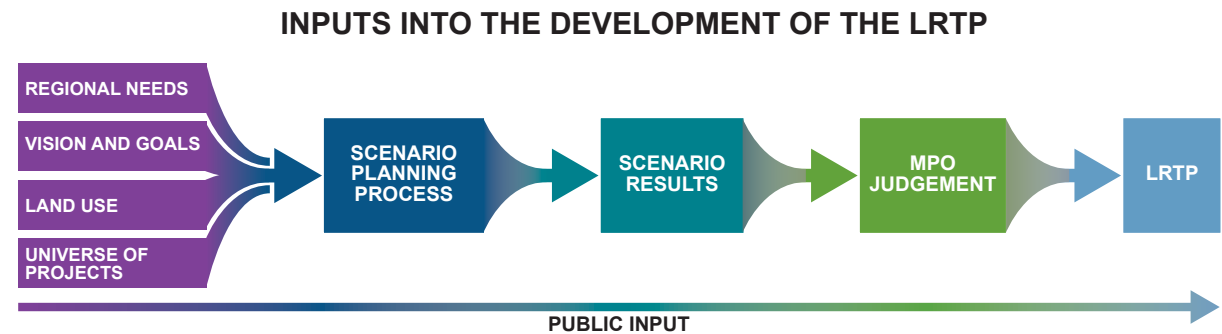 INPUTS INTO THE DEVELOPMENT OF THE LRTP
REGIONAL NEEDS
VISION AND GOALS
LAND USE
UNIVERSE OF
PROJECTS
SCENARIO
PLANNING
PROCESS
SCENARIO
RESULTS
MPO
JUDGEMENT
LRTP
PUBLIC INPUT